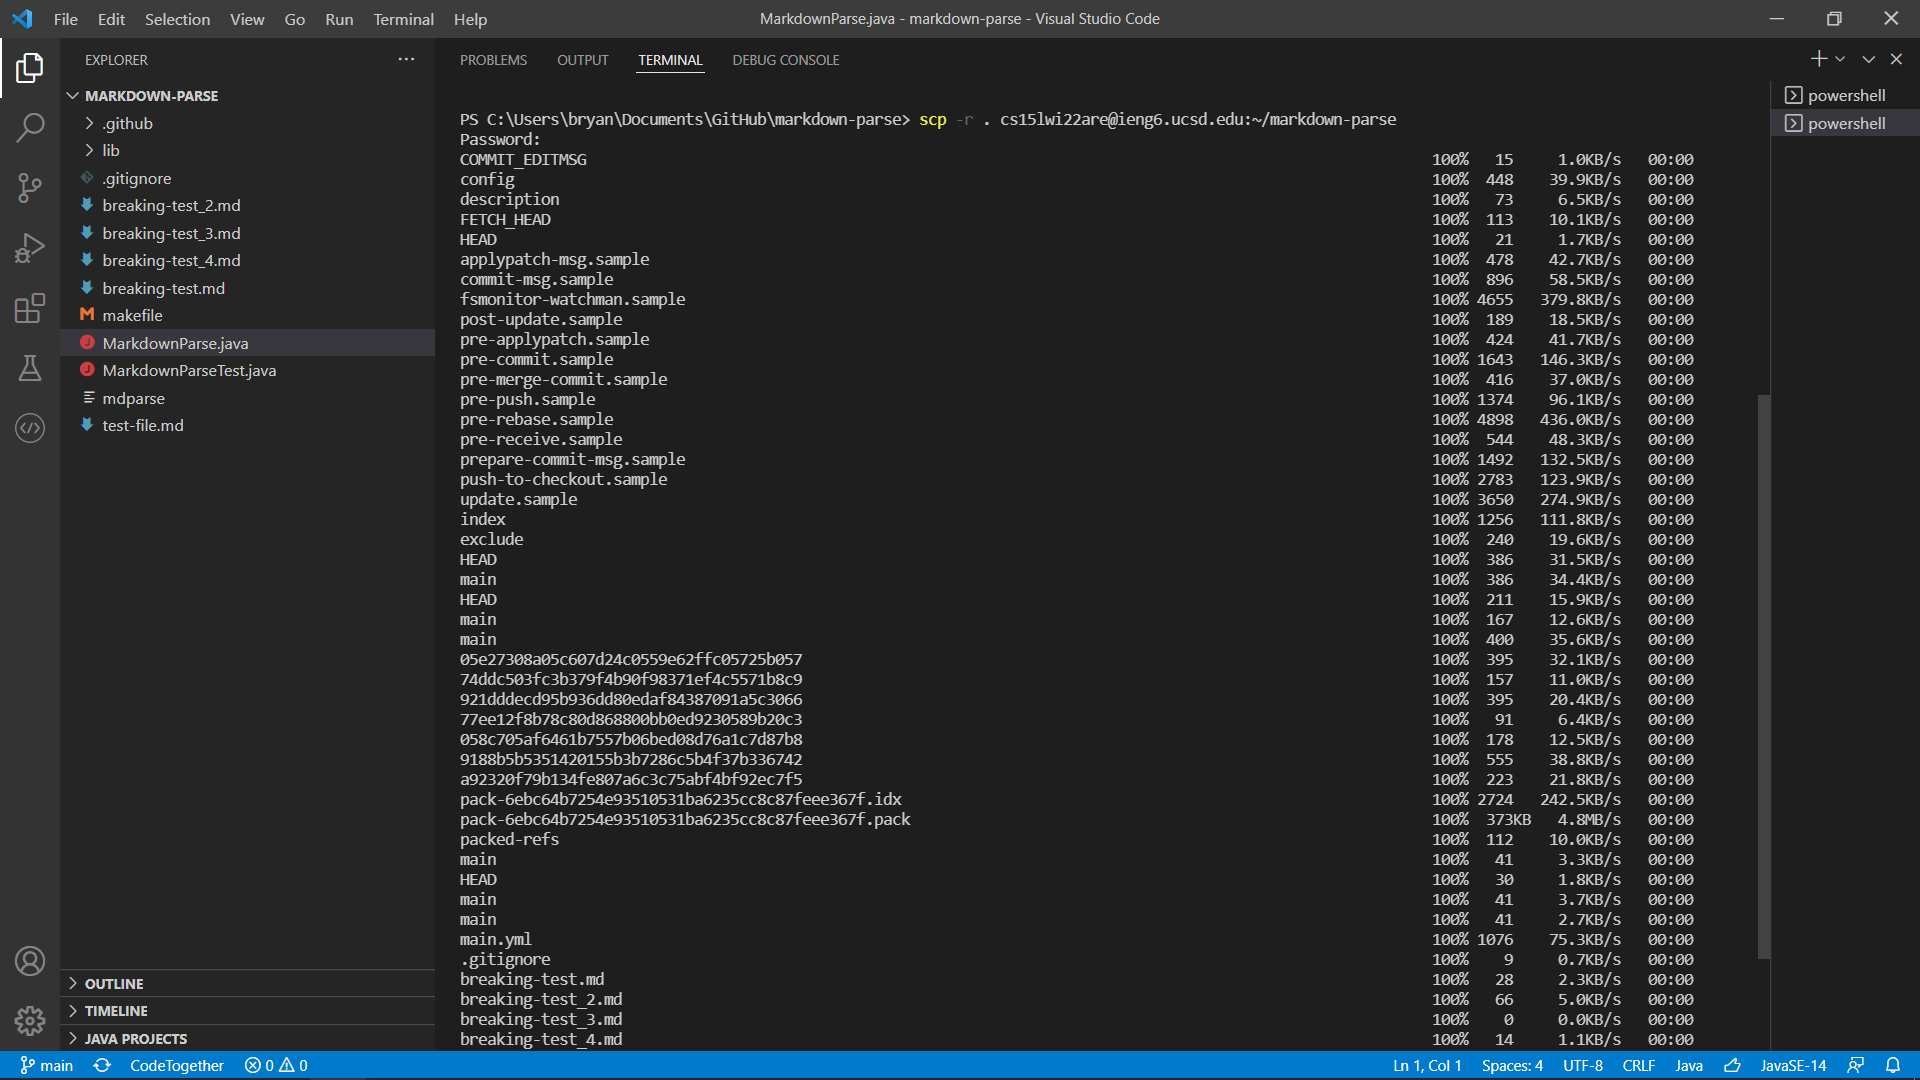 File Edit Selection View Go Run Terminal Help
MarkdownParse.java - markdown-parse - Visual Studio Code
EXPLORER
MARKDOWN-PARSE
.github
lib
.gitignore
breaking-test_2.md
breaking-test_3.md
breaking-test_4.md
breaking-test.md
makefile
MarkdownParse.java
MarkdownParseTest.java
mdparse
test-file.md
OUTLINE
TIMELINE
JAVA PROJECTS
PROBLEMS OUTPUT TERMINAL DEBUG CONSOLE
powershell
powershell
PS C:\Users\bryan\Documents\GitHub\markdown-parse> scp -r . cs15lwi22are@ieng6.ucsd.edu:~/markdown-parse
Password:
COMMIT_EDITMSG 100% 15 1.0KB/s 00:00
config 100% 448 39.9KB/s 00:00
description 100% 73 6.5KB/s 00:00
FETCH_HEAD 100% 113 10.1KB/s 00:00
HEAD 100% 21 1.7KB/s 00:00
applypatch-msg.sample 100% 478 42.7KB/s 00:00
commit-msg.sample 100% 896 58.5KB/s 00:00
fsmonitor-watchman.sample 100% 4655 379.8KB/s 00:00
post-update.sample 100% 189 18.5KB/s 00:00
pre-applypatch.sample 100% 424 41.7KB/s 00:00
pre-commit.sample 100% 1643 146.3KB/s 00:00
pre-merge-commit.sample 100% 416 37.0KB/s 00:00
pre-push.sample 100% 1374 96.1KB/s 00:00
pre-rebase.sample 100% 4898 436.0KB/s 00:00
pre-receive.sample 100% 544 48.3KB/s 00:00
prepare-commit-msg.sample 100% 1492 132.5KB/s 00:00
push-to-checkout.sample 100% 2783 123.9KB/s 00:00
update.sample 100% 3650 274.9KB/s 00:00
index 100% 1256 111.8KB/s 00:00
exclude 100% 240 19.6KB/s 00:00
HEAD 100% 386 31.5KB/s 00:00
main 100% 386 34.4KB/s 00:00
HEAD 100% 211 15.9KB/s 00:00
main 100% 167 12.6KB/s 00:00
main 100% 400 35.6KB/s 00:00
05e27308a05c607d24c0559e62ffc05725b057 100% 395 32.1KB/s 00:00
74ddc503fc3b379f4b90f98371ef4c5571b8c9 100% 157 11.0KB/s 00:00
921dddecd95b936dd80edaf84387091a5c3066 100% 395 20.4KB/s 00:00
77ee12f8b78c80d868800bb0ed9230589b20c3 100% 91 6.4KB/s 00:00
058c705af6461b7557b06bed08d76a1c7d87b8 100% 178 12.5KB/s 00:00
9188b5b5351420155b3b7286c5b4f37b336742 100% 555 38.8KB/s 00:00
a92320f79b134fe807a6c3c75abf4bf92ec7f5 100% 223 21.8KB/s 00:00
pack-6ebc64b7254e93510531ba6235cc8c87feee367f.idx 100% 2724 242.5KB/s 00:00
pack-6ebc64b7254e93510531ba6235cc8c87feee367f.pack 100% 373KB 4.8MB/s 00:00
packed-refs 100% 112 10.0KB/s 00:00
main 100% 41 3.3KB/s 00:00
HEAD 100% 30 1.8KB/s 00:00
main 100% 41 3.7KB/s 00:00
main 100% 41 2.7KB/s 00:00
main.yml 100% 1076 75.3KB/s 00:00
.gitignore 100% 9 0.7KB/s 00:00
breaking-test.md 100% 28 2.3KB/s 00:00
breaking-test_2.md 100% 66 5.0KB/s 00:00
breaking-test_3.md 100% 0 0.0KB/s 00:00
breaking-test_4.md 100% 14 1.1KB/s 00:00
main CodeTogether 0 0 Ln 1, Col 1 Spaces: 4 UTF-8 CRLF Java JavaSE-14